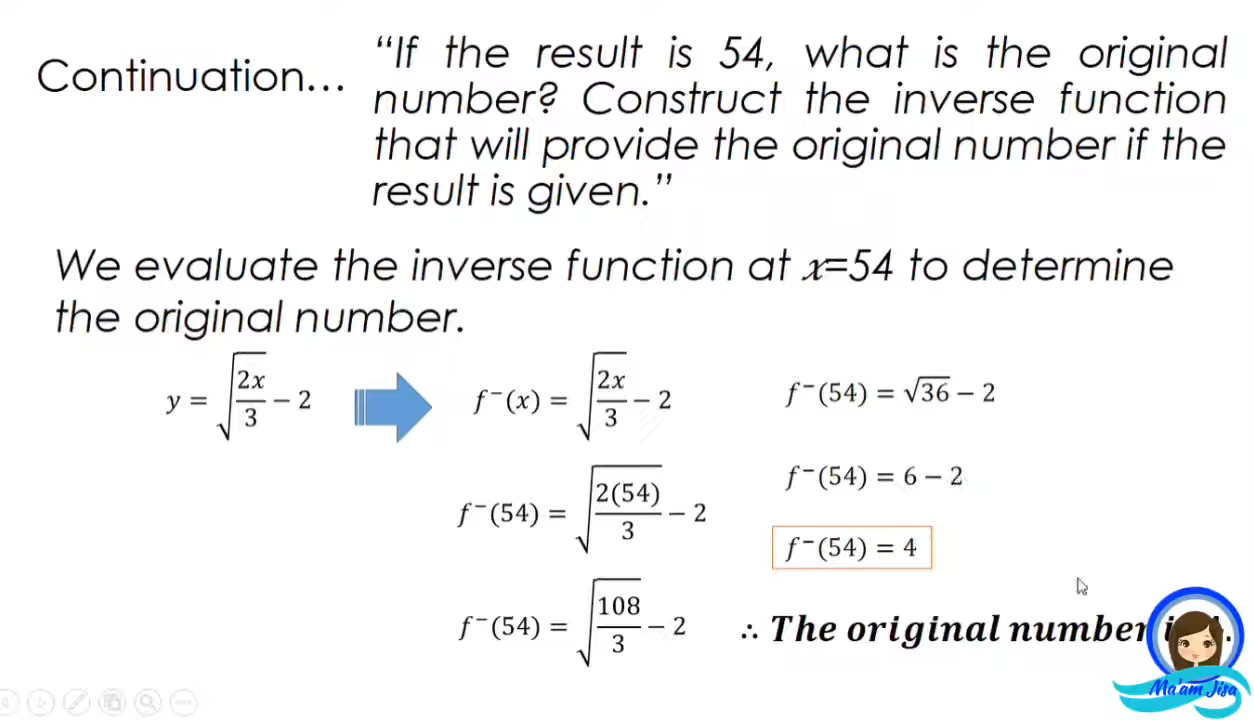 Continuation...
“If the result is 54, what is the original
number? Construct the inverse function
that will provide the original number if the
result is given.”
We evaluate the inverse function at x=54 to determine
the original number.
y = √(2x/3) − 2
f⁻(x) = √(2x/3) − 2
f⁻(54) = √(2(54)/3) − 2
f⁻(54) = √(108/3) − 2
f⁻(54) = √36 − 2
f⁻(54) = 6 − 2
f⁻(54) = 4
∴ The original number
Ma'am Jisa